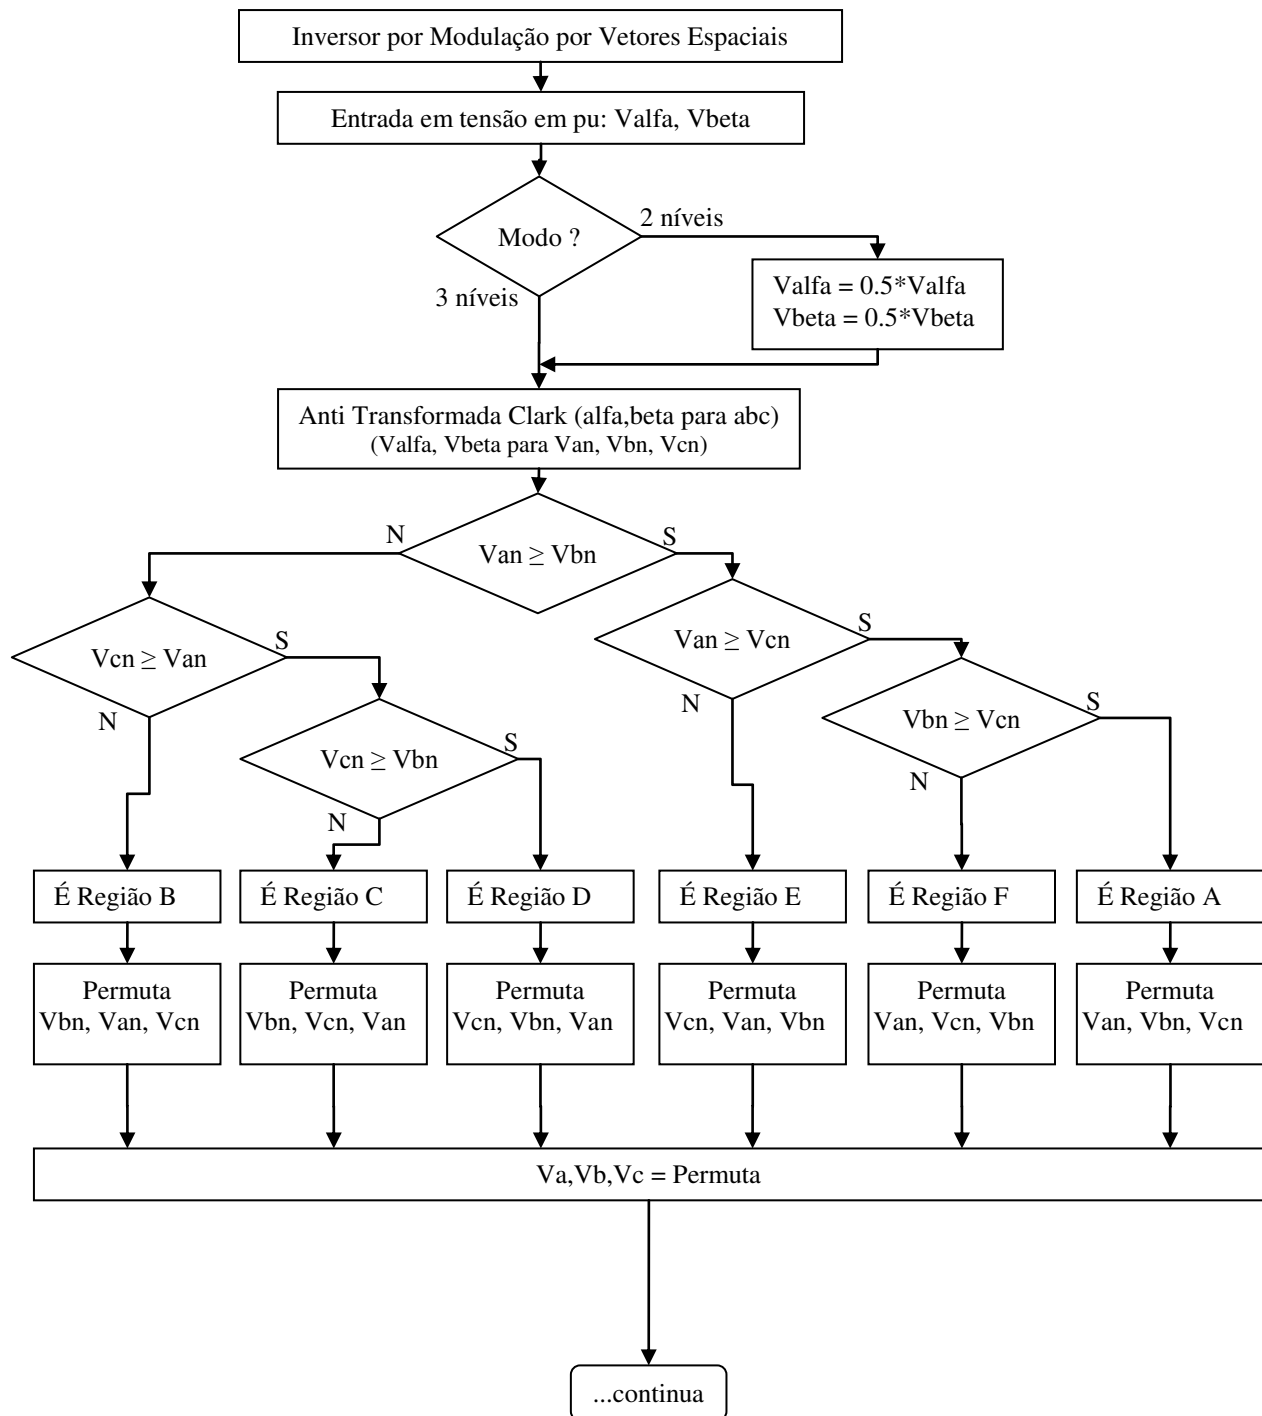 Inversor por Modulação por Vetores Espaciais
Entrada em tensão em pu: Valfa, Vbeta
2 níveis
Modo ?
3 níveis
Valfa = 0.5*Valfa
Vbeta = 0.5*Vbeta
Anti Transformada Clark (alfa,beta para abc)
(Valfa, Vbeta para Van, Vbn, Vcn)
N
Van ≥ Vbn
S
Vcn ≥ Van
S
N
Van ≥ Vcn
S
N
Vcn ≥ Vbn
S
N
Vbn ≥ Vcn
S
N
É Região B
É Região C
É Região D
É Região E
É Região F
É Região A
Permuta
Vbn, Van, Vcn
Permuta
Vbn, Vcn, Van
Permuta
Vcn, Vbn, Van
Permuta
Vcn, Van, Vbn
Permuta
Van, Vcn, Vbn
Permuta
Van, Vbn, Vcn
Va,Vb,Vc = Permuta
...continua